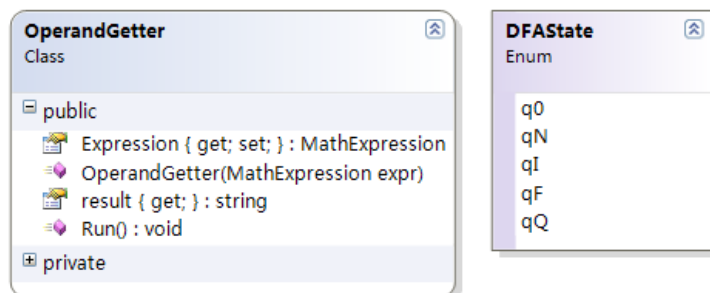 OperandGetter
Class
public
Expression { get; set; } : MathExpression
OperandGetter(MathExpression expr)
result { get; } : string
Run() : void
private
DFAState
Enum
q0
qN
qI
qF
qQ